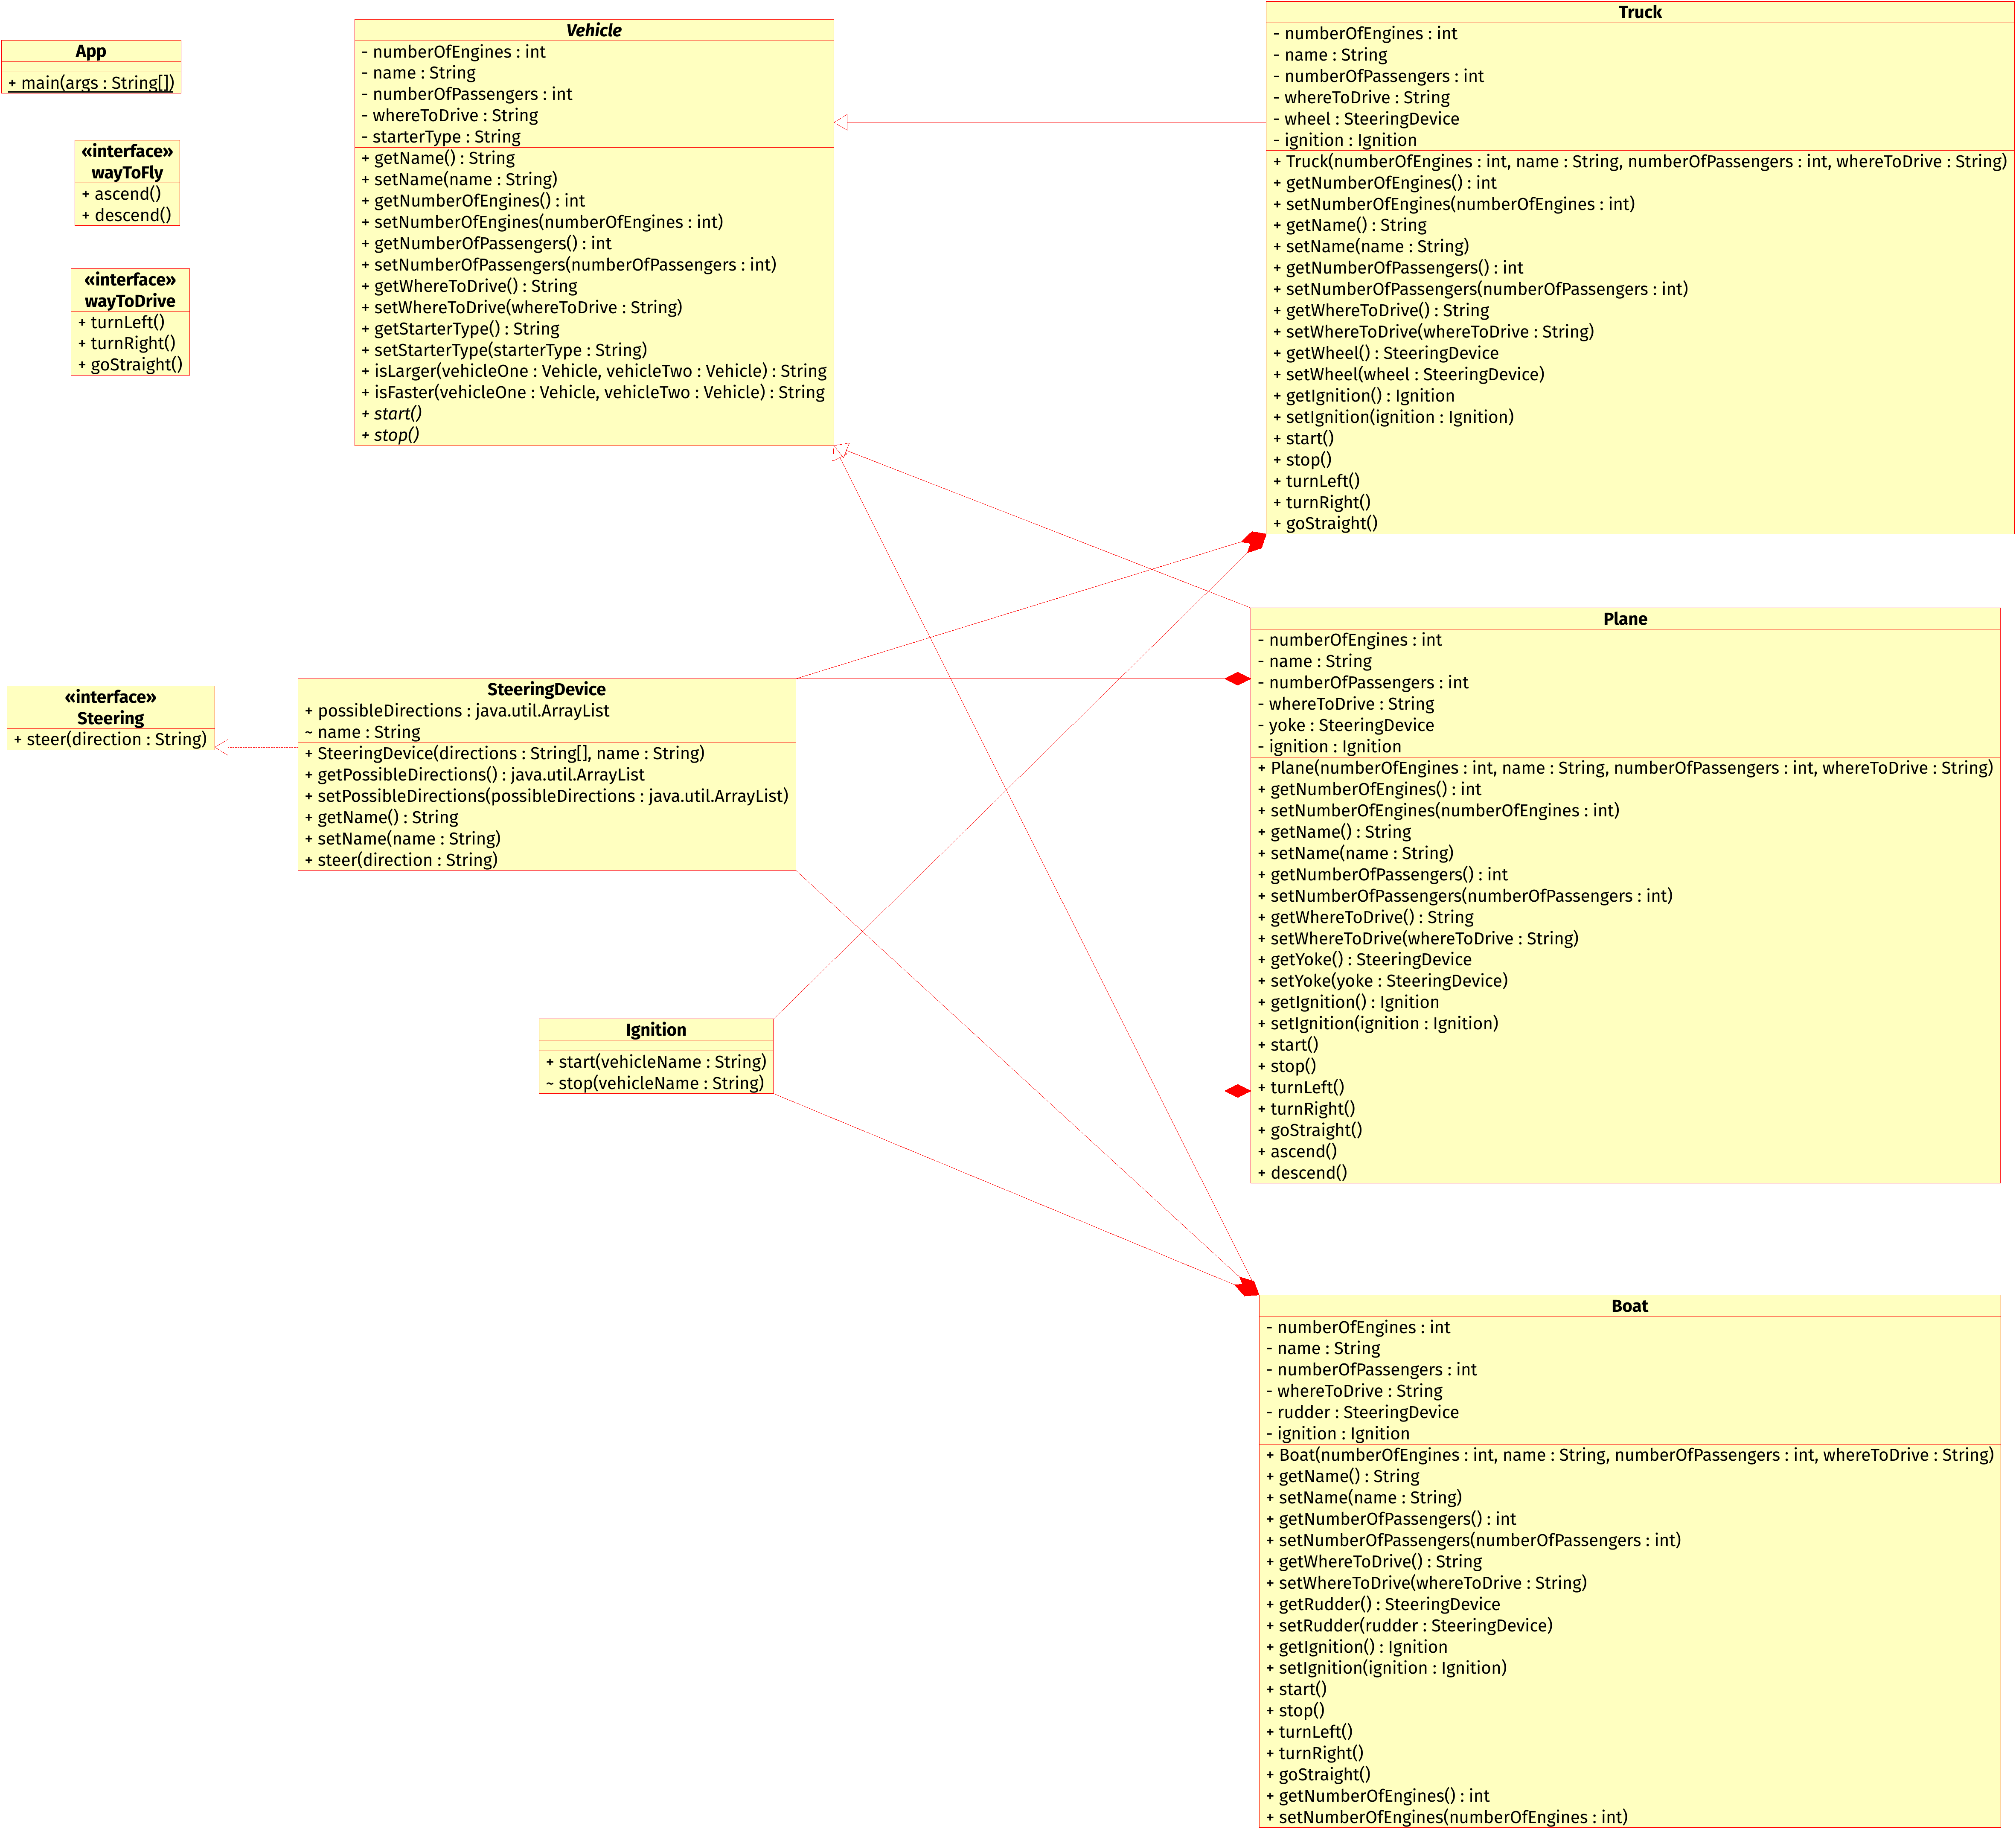 App
+ main(args : String[])
«interface»
wayToFly
+ ascend()
+ descend()
«interface»
wayToDrive
+ turnLeft()
+ turnRight()
+ goStraight()
Vehicle
- numberOfEngines : int
- name : String
- numberOfPassengers : int
- whereToDrive : String
- starterType : String
+ getName() : String
+ setName(name : String)
+ getNumberOfEngines() : int
+ setNumberOfEngines(numberOfEngines : int)
+ getNumberOfPassengers() : int
+ setNumberOfPassengers(numberOfPassengers : int)
+ getWhereToDrive() : String
+ setWhereToDrive(whereToDrive : String)
+ getStarterType() : String
+ setStarterType(starterType : String)
+ isLarger(vehicleOne : Vehicle, vehicleTwo : Vehicle) : String
+ isFaster(vehicleOne : Vehicle, vehicleTwo : Vehicle) : String
+ start()
+ stop()
Truck
- numberOfEngines : int
- name : String
- numberOfPassengers : int
- whereToDrive : String
- wheel : SteeringDevice
- ignition : Ignition
+ Truck(numberOfEngines : int, name : String, numberOfPassengers : int, whereToDrive : String)
+ getNumberOfEngines() : int
+ setNumberOfEngines(numberOfEngines : int)
+ getName() : String
+ setName(name : String)
+ getNumberOfPassengers() : int
+ setNumberOfPassengers(numberOfPassengers : int)
+ getWhereToDrive() : String
+ setWhereToDrive(whereToDrive : String)
+ getWheel() : SteeringDevice
+ setWheel(wheel : SteeringDevice)
+ getIgnition() : Ignition
+ setIgnition(ignition : Ignition)
+ start()
+ stop()
+ turnLeft()
+ turnRight()
+ goStraight()
«interface»
Steering
+ steer(direction : String)
SteeringDevice
+ possibleDirections : java.util.ArrayList
~ name : String
+ SteeringDevice(directions : String[], name : String)
+ getPossibleDirections() : java.util.ArrayList
+ setPossibleDirections(possibleDirections : java.util.ArrayList)
+ getName() : String
+ setName(name : String)
+ steer(direction : String)
Ignition
+ start(vehicleName : String)
~ stop(vehicleName : String)
Plane
- numberOfEngines : int
- name : String
- numberOfPassengers : int
- whereToDrive : String
- yoke : SteeringDevice
- ignition : Ignition
+ Plane(numberOfEngines : int, name : String, numberOfPassengers : int, whereToDrive : String)
+ getNumberOfEngines() : int
+ setNumberOfEngines(numberOfEngines : int)
+ getName() : String
+ setName(name : String)
+ getNumberOfPassengers() : int
+ setNumberOfPassengers(numberOfPassengers : int)
+ getWhereToDrive() : String
+ setWhereToDrive(whereToDrive : String)
+ getYoke() : SteeringDevice
+ setYoke(yoke : SteeringDevice)
+ getIgnition() : Ignition
+ setIgnition(ignition : Ignition)
+ start()
+ stop()
+ turnLeft()
+ turnRight()
+ goStraight()
+ ascend()
+ descend()
Boat
- numberOfEngines : int
- name : String
- numberOfPassengers : int
- whereToDrive : String
- rudder : SteeringDevice
- ignition : Ignition
+ Boat(numberOfEngines : int, name : String, numberOfPassengers : int, whereToDrive : String)
+ getName() : String
+ setName(name : String)
+ getNumberOfPassengers() : int
+ setNumberOfPassengers(numberOfPassengers : int)
+ getWhereToDrive() : String
+ setWhereToDrive(whereToDrive : String)
+ getRudder() : SteeringDevice
+ setRudder(rudder : SteeringDevice)
+ getIgnition() : Ignition
+ setIgnition(ignition : Ignition)
+ start()
+ stop()
+ turnLeft()
+ turnRight()
+ goStraight()
+ getNumberOfEngines() : int
+ setNumberOfEngines(numberOfEngines : int)